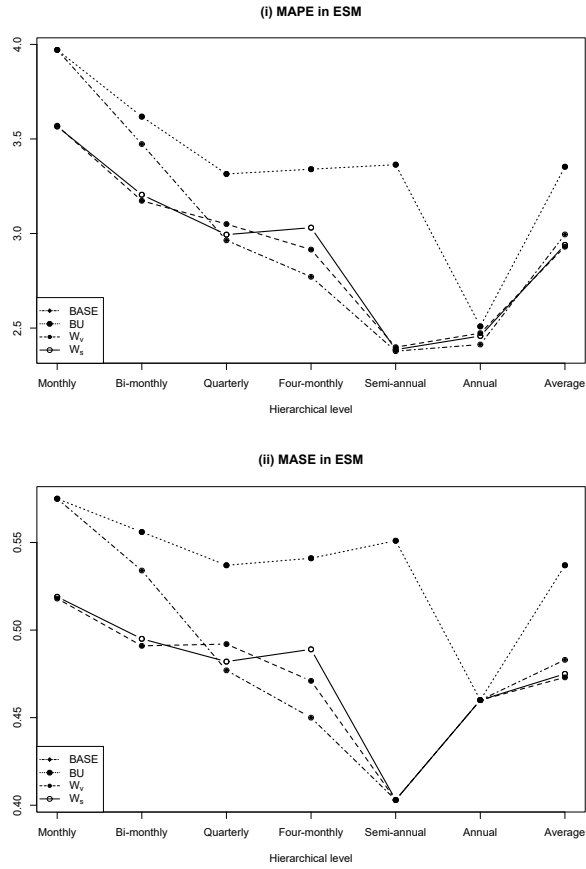 (i) MAPE in ESM
4.0
3.5
3.0
2.5
BASE
BU
Wv
Ws
Monthly Bi-monthly Quarterly Four-monthly Semi-annual Annual Average
Hierarchical level
(ii) MASE in ESM
0.55
0.50
0.45
0.40
BASE
BU
Wv
Ws
Monthly Bi-monthly Quarterly Four-monthly Semi-annual Annual Average
Hierarchical level